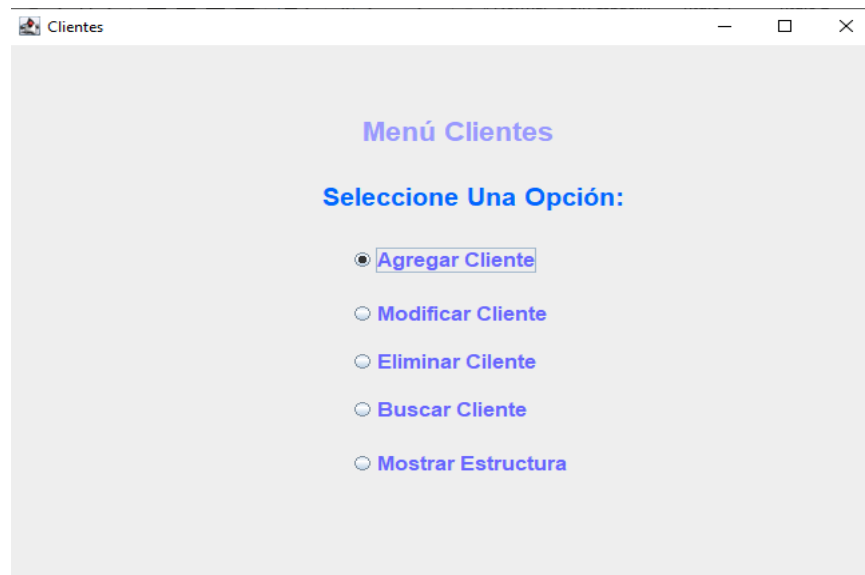 Clientes
Menú Clientes
Seleccione Una Opción:
Agregar Cliente
Modificar Cliente
Eliminar Cilente
Buscar Cliente
Mostrar Estructura